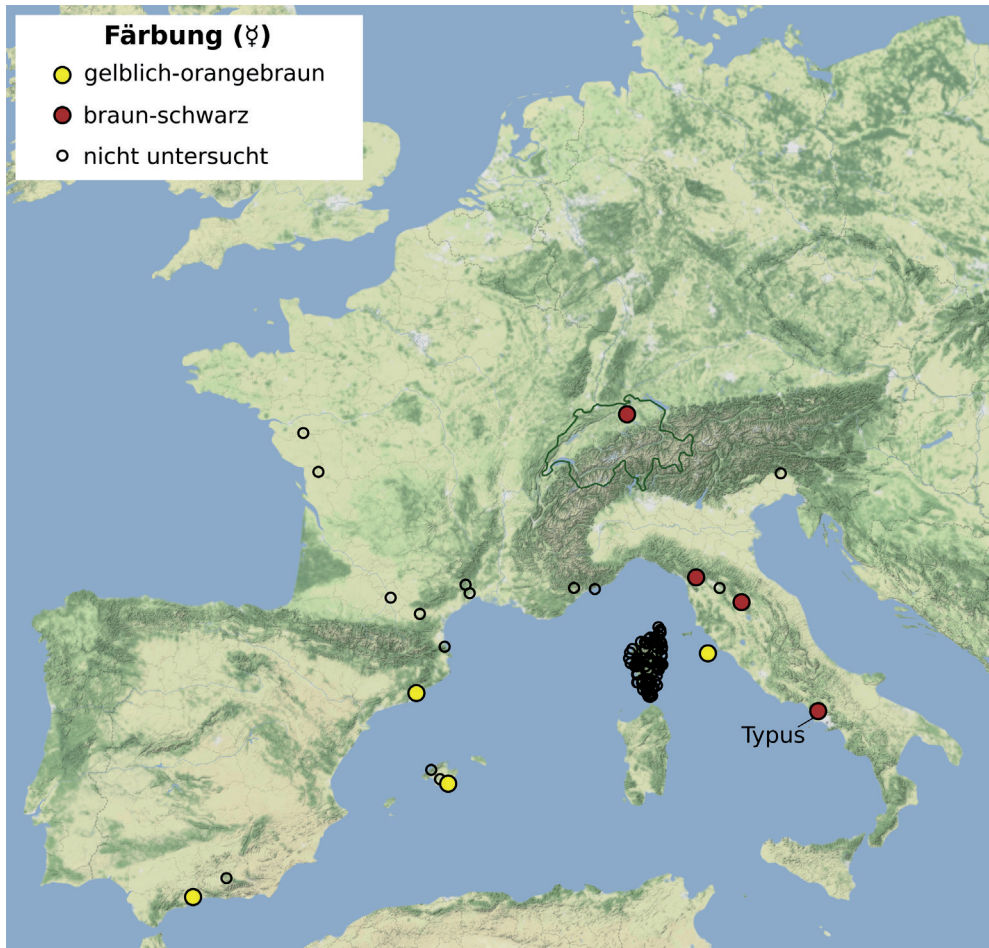 Färbung (☿)
gelblich-orangebraun
braun-schwarz
nicht untersucht
Typus